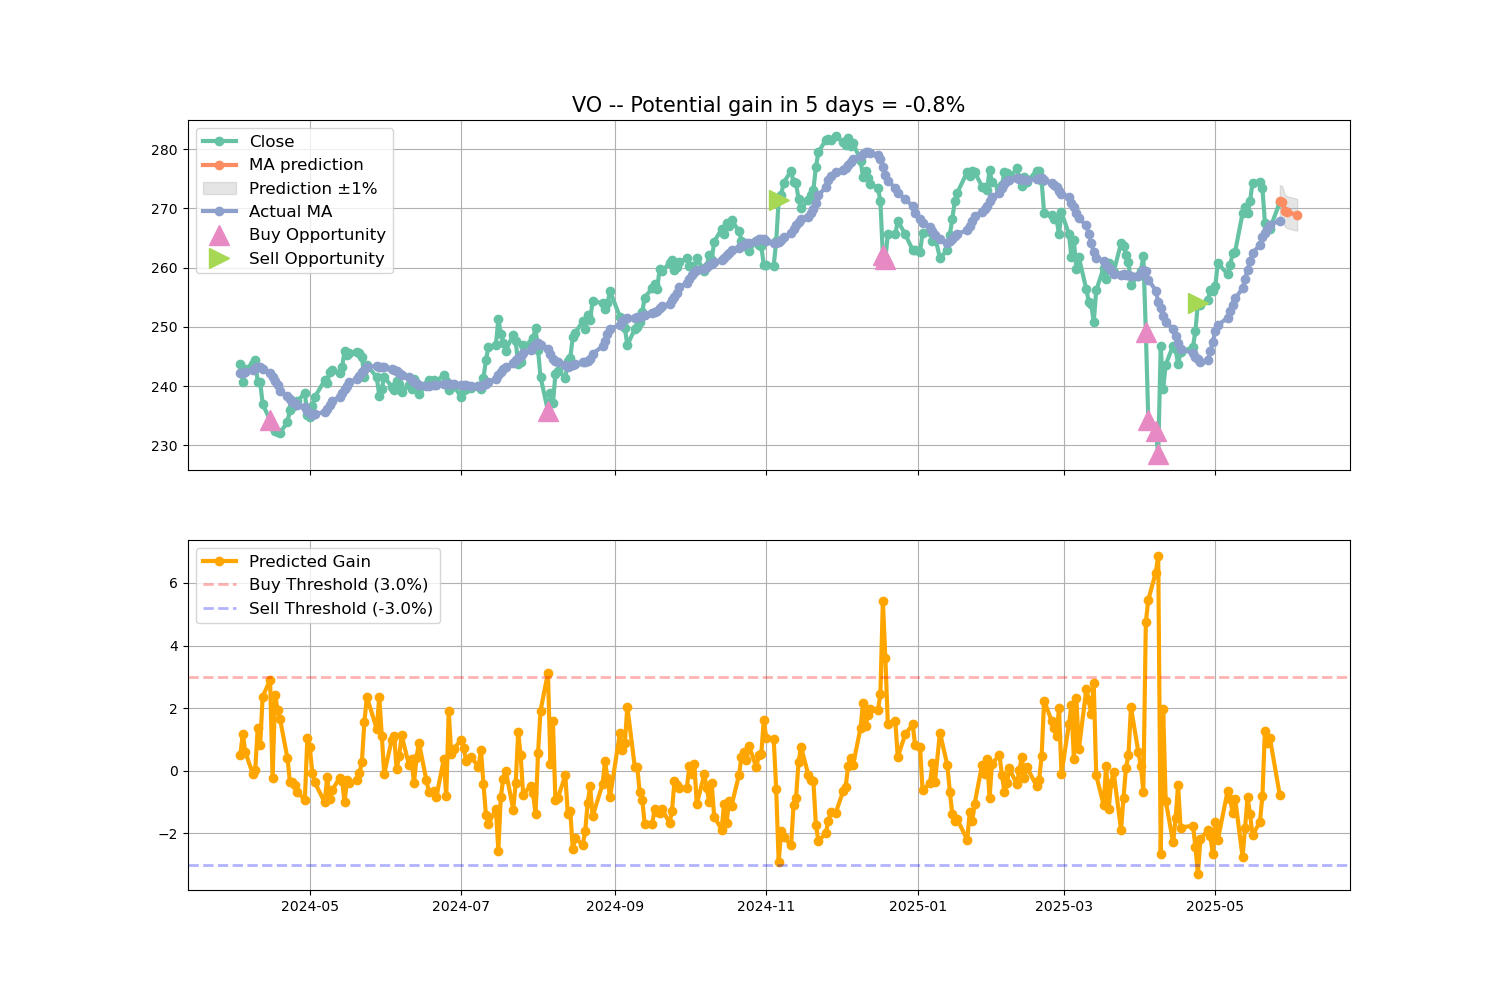 VO -- Potential gain in 5 days = -0.8%
Close
MA prediction
Prediction ±1%
Actual MA
Buy Opportunity
Sell Opportunity
280
270
260
250
240
230
Predicted Gain
Buy Threshold (3.0%)
Sell Threshold (-3.0%)
6
4
2
0
−2
2024-05 2024-07 2024-09 2024-11 2025-01 2025-03 2025-05